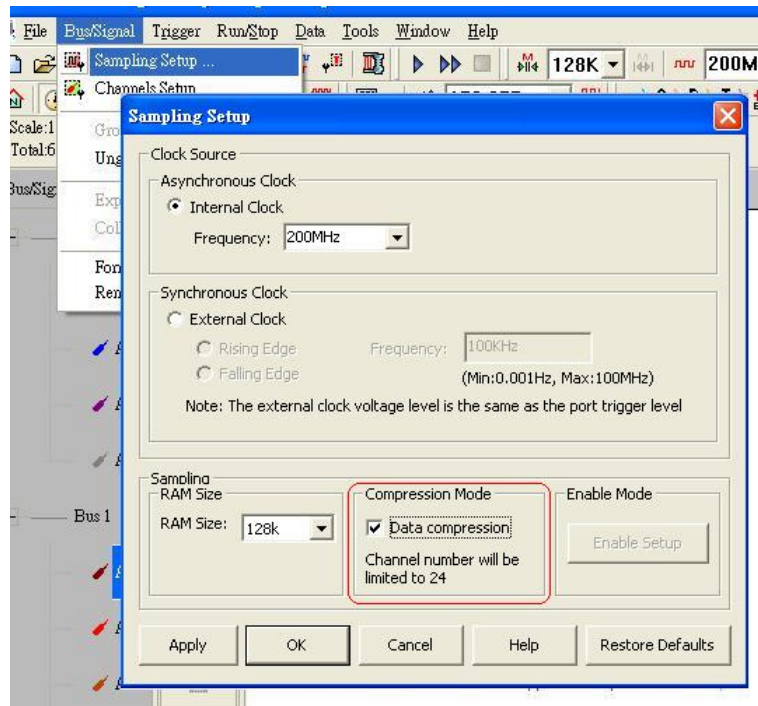 File Bus/Signal Trigger Run/Stop Data Tools Window Help
Sampling Setup ...
128K
200M
Channels Setup
Scale:1
Total:6
Bus/Sig
Sampling Setup
Clock Source
Asynchronous Clock
Internal Clock
Frequency: 200MHz
Synchronous Clock
External Clock
Rising Edge
Frequency: 100KHz
Falling Edge
(Min:0.001Hz, Max:100MHz)
Note: The external clock voltage level is the same as the port trigger level
Sampling
RAM Size
Compression Mode
Enable Mode
RAM Size: 128k
Data compression
Enable Setup
Channel number will be
limited to 24
Bus 1
Apply
OK
Cancel
Help
Restore Defaults